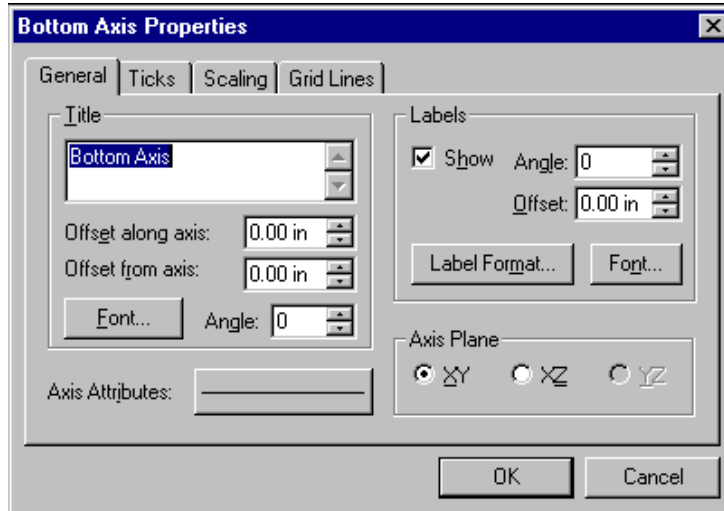 Bottom Axis Properties
General Ticks Scaling Grid Lines
Title
Bottom Axis
Offset along axis: 0.00 in
Offset from axis: 0.00 in
Font... Angle: 0
Axis Attributes:
Labels
Show Angle: 0
Offset: 0.00 in
Label Format... Font...
Axis Plane
XY XZ YZ
OK Cancel